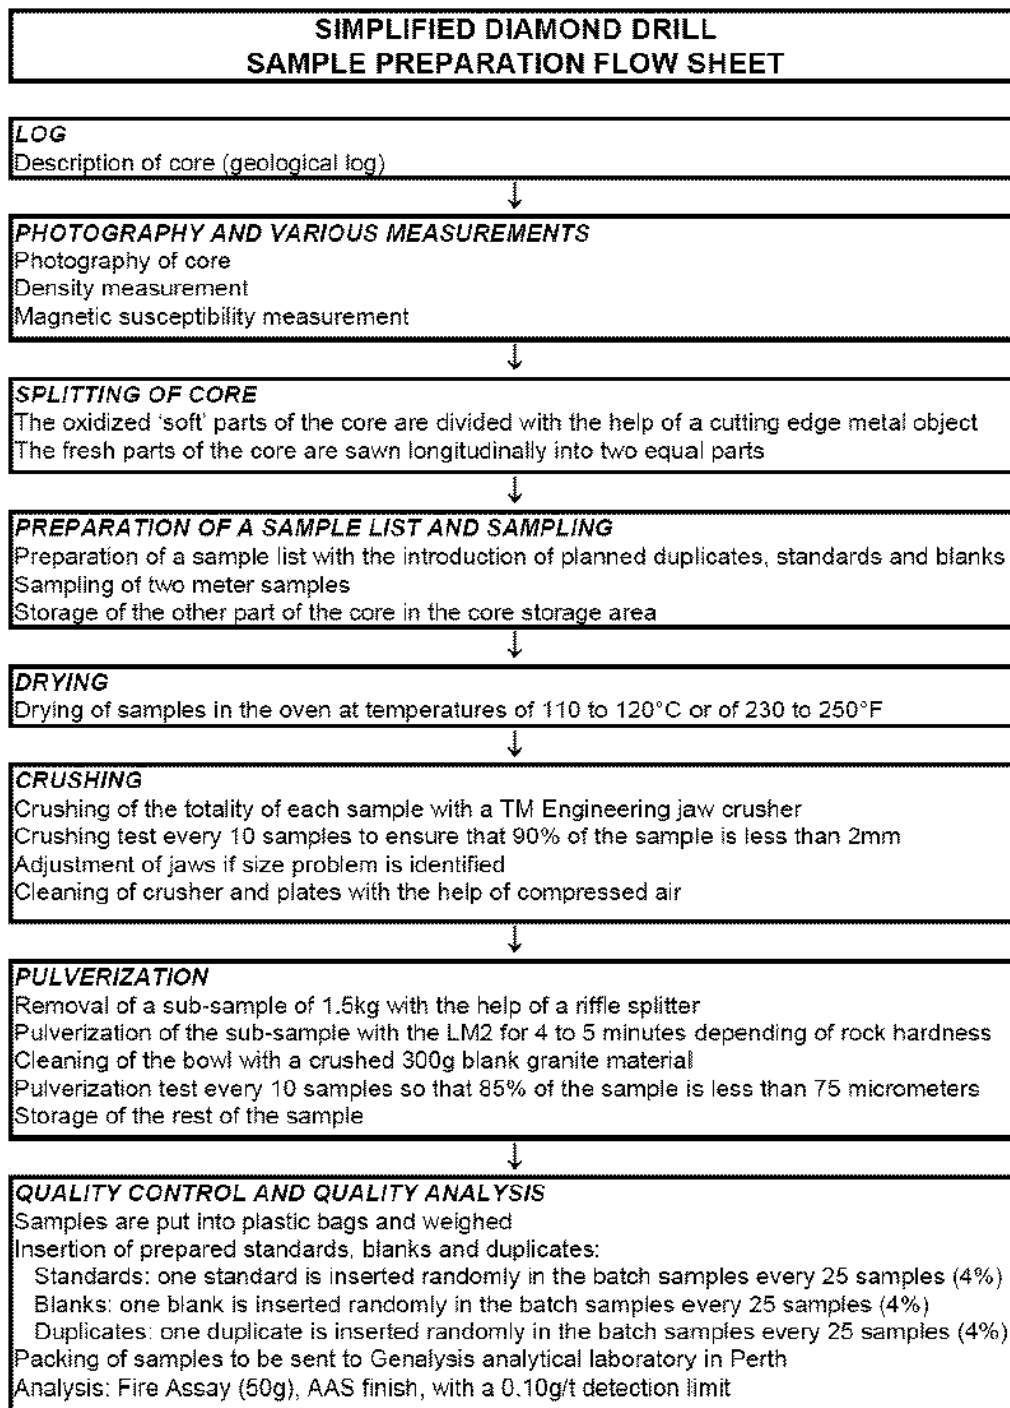 SIMPLIFIED DIAMOND DRILL
SAMPLE PREPARATION FLOW SHEET
LOG
Description of core (geological log)
↓
PHOTOGRAPHY AND VARIOUS MEASUREMENTS
Photography of core
Density measurement
Magnetic susceptibility measurement
↓
SPLITTING OF CORE
The oxidized 'soft' parts of the core are divided with the help of a cutting edge metal object
The fresh parts of the core are sawn longitudinally into two equal parts
↓
PREPARATION OF A SAMPLE LIST AND SAMPLING
Preparation of a sample list with the introduction of planned duplicates, standards and blanks
Sampling of two meter samples
Storage of the other part of the core in the core storage area
↓
DRYING
Drying of samples in the oven at temperatures of 110 to 120°C or of 230 to 250°F
↓
CRUSHING
Crushing of the totality of each sample with a TM Engineering jaw crusher
Crushing test every 10 samples to ensure that 90% of the sample is less than 2mm
Adjustment of jaws if size problem is identified
Cleaning of crusher and plates with the help of compressed air
↓
PULVERIZATION
Removal of a sub-sample of 1.5kg with the help of a riffle splitter
Pulverization of the sub-sample with the LM2 for 4 to 5 minutes depending of rock hardness
Cleaning of the bowl with a crushed 300g blank granite material
Pulverization test every 10 samples so that 85% of the sample is less than 75 micrometers
Storage of the rest of the sample
↓
QUALITY CONTROL AND QUALITY ANALYSIS
Samples are put into plastic bags and weighed
Insertion of prepared standards, blanks and duplicates:
Standards: one standard is inserted randomly in the batch samples every 25 samples (4%)
Blanks: one blank is inserted randomly in the batch samples every 25 samples (4%)
Duplicates: one duplicate is inserted randomly in the batch samples every 25 samples (4%)
Packing of samples to be sent to Genalysis analytical laboratory in Perth
Analysis: Fire Assay (50g), AAS finish, with a 0.10g/t detection limit